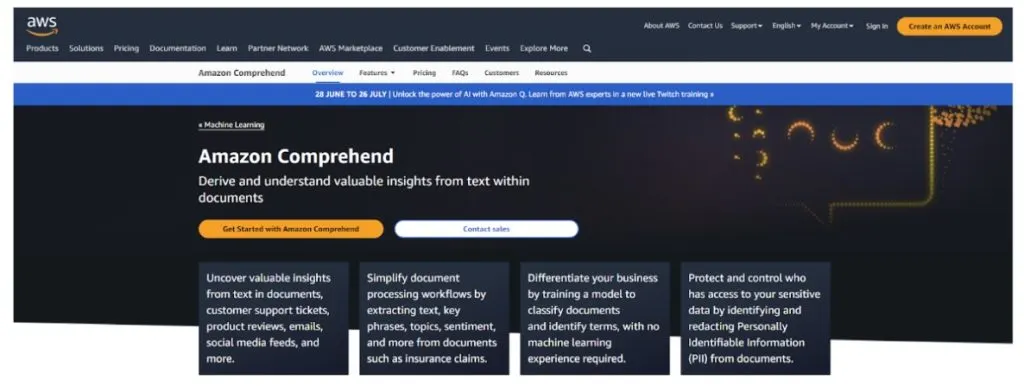 aws
About AWS Contact Us Support English My Account Sign In Create an AWS Account
Products Solutions Pricing Documentation Learn Partner Network AWS Marketplace Customer Enablement Events Explore More
Amazon Comprehend Overview Features Pricing FAQs Customers Resources
28 JUNE TO 26 JULY | Unlock the power of AI with Amazon Q. Learn from AWS experts in a new live Twitch training »
« Machine Learning
Amazon Comprehend
Derive and understand valuable insights from text within
documents
Get Started with Amazon Comprehend
Contact sales
Uncover valuable insights
from text in documents,
customer support tickets,
product reviews, emails,
social media feeds, and
more.
Simplify document
processing workflows by
extracting text, key
phrases, topics, sentiment,
and more from documents
such as insurance claims.
Differentiate your business
by training a model to
classify documents
and identify terms, with no
machine learning
experience required.
Protect and control who
has access to your sensitive
data by identifying and
redacting Personally
Identifiable Information
(PII) from documents.